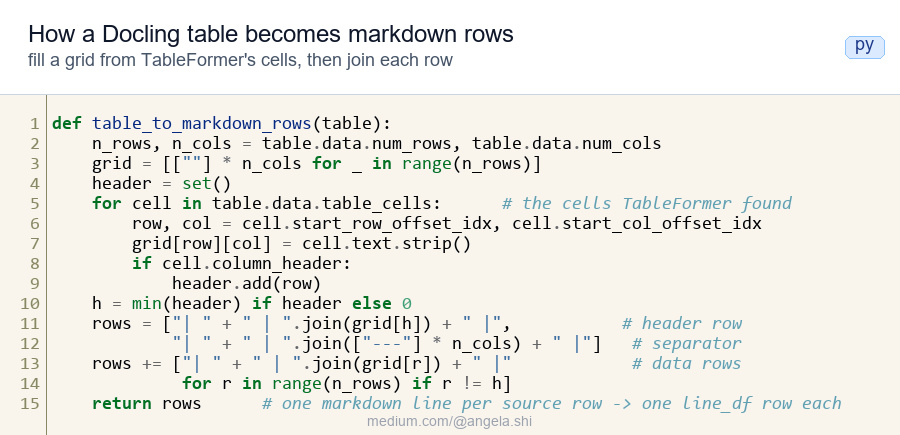 How a Docling table becomes markdown rows
fill a grid from TableFormer's cells, then join each row
py
1 def table_to_markdown_rows(table):
2     n_rows, n_cols = table.data.num_rows, table.data.num_cols
3     grid = [[""] * n_cols for _ in range(n_rows)]
4     header = set()
5     for cell in table.data.table_cells:      # the cells TableFormer found
6         row, col = cell.start_row_offset_idx, cell.start_col_offset_idx
7         grid[row][col] = cell.text.strip()
8         if cell.column_header:
9             header.add(row)
10     h = min(header) if header else 0
11     rows = ["| " + " | ".join(grid[h]) + " |",           # header row
12             "| " + " | ".join(["---"] * n_cols) + " |"]   # separator
13     rows += ["| " + " | ".join(grid[r]) + " |"            # data rows
14              for r in range(n_rows) if r != h]
15     return rows      # one markdown line per source row -> one line_df row each
medium.com/@angela.shi